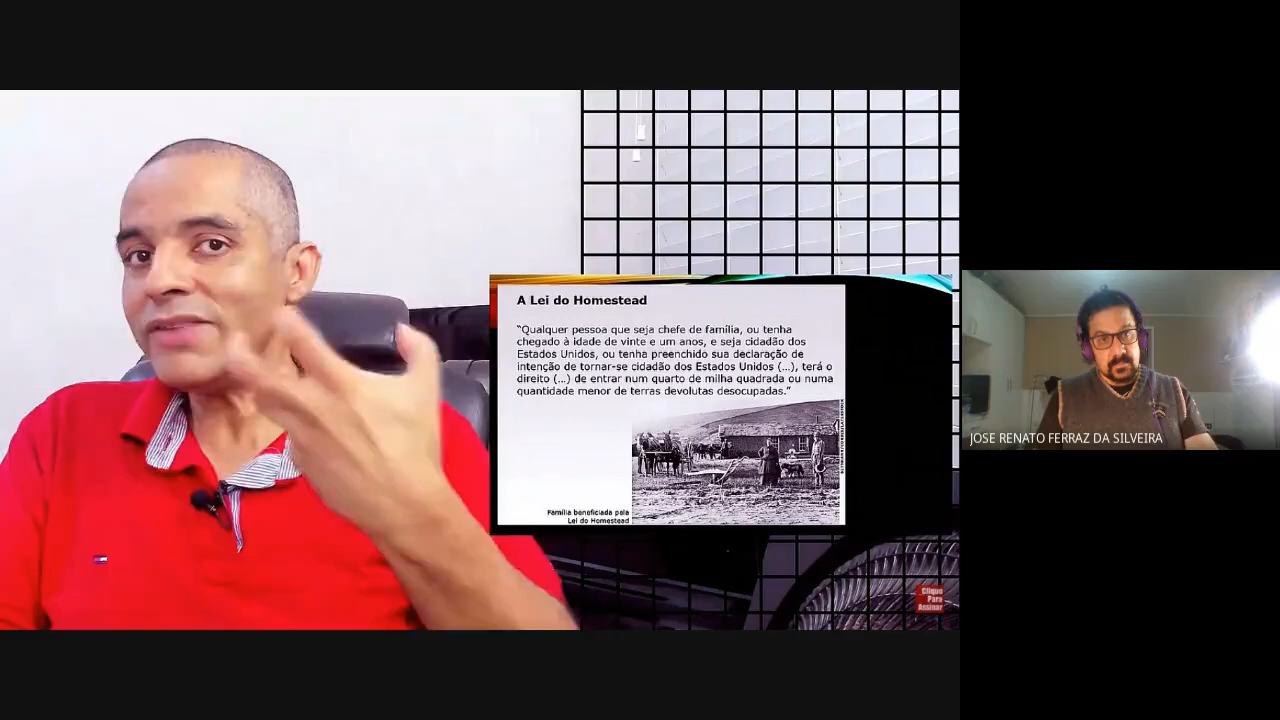 A Lei do Homestead
“Qualquer pessoa que seja chefe de família, ou tenha
chegado à idade de vinte e um anos, e seja cidadão dos
Estados Unidos, ou tenha preenchido sua declaração de
intenção de tornar-se cidadão dos Estados Unidos (...), terá o
direito (...) de entrar num quarto de milha quadrada ou numa
quantidade menor de terras devolutas desocupadas.”
Família beneficiada pela
Lei do Homestead
Clique
Para
Assinar
JOSE RENATO FERRAZ DA SILVEIRA